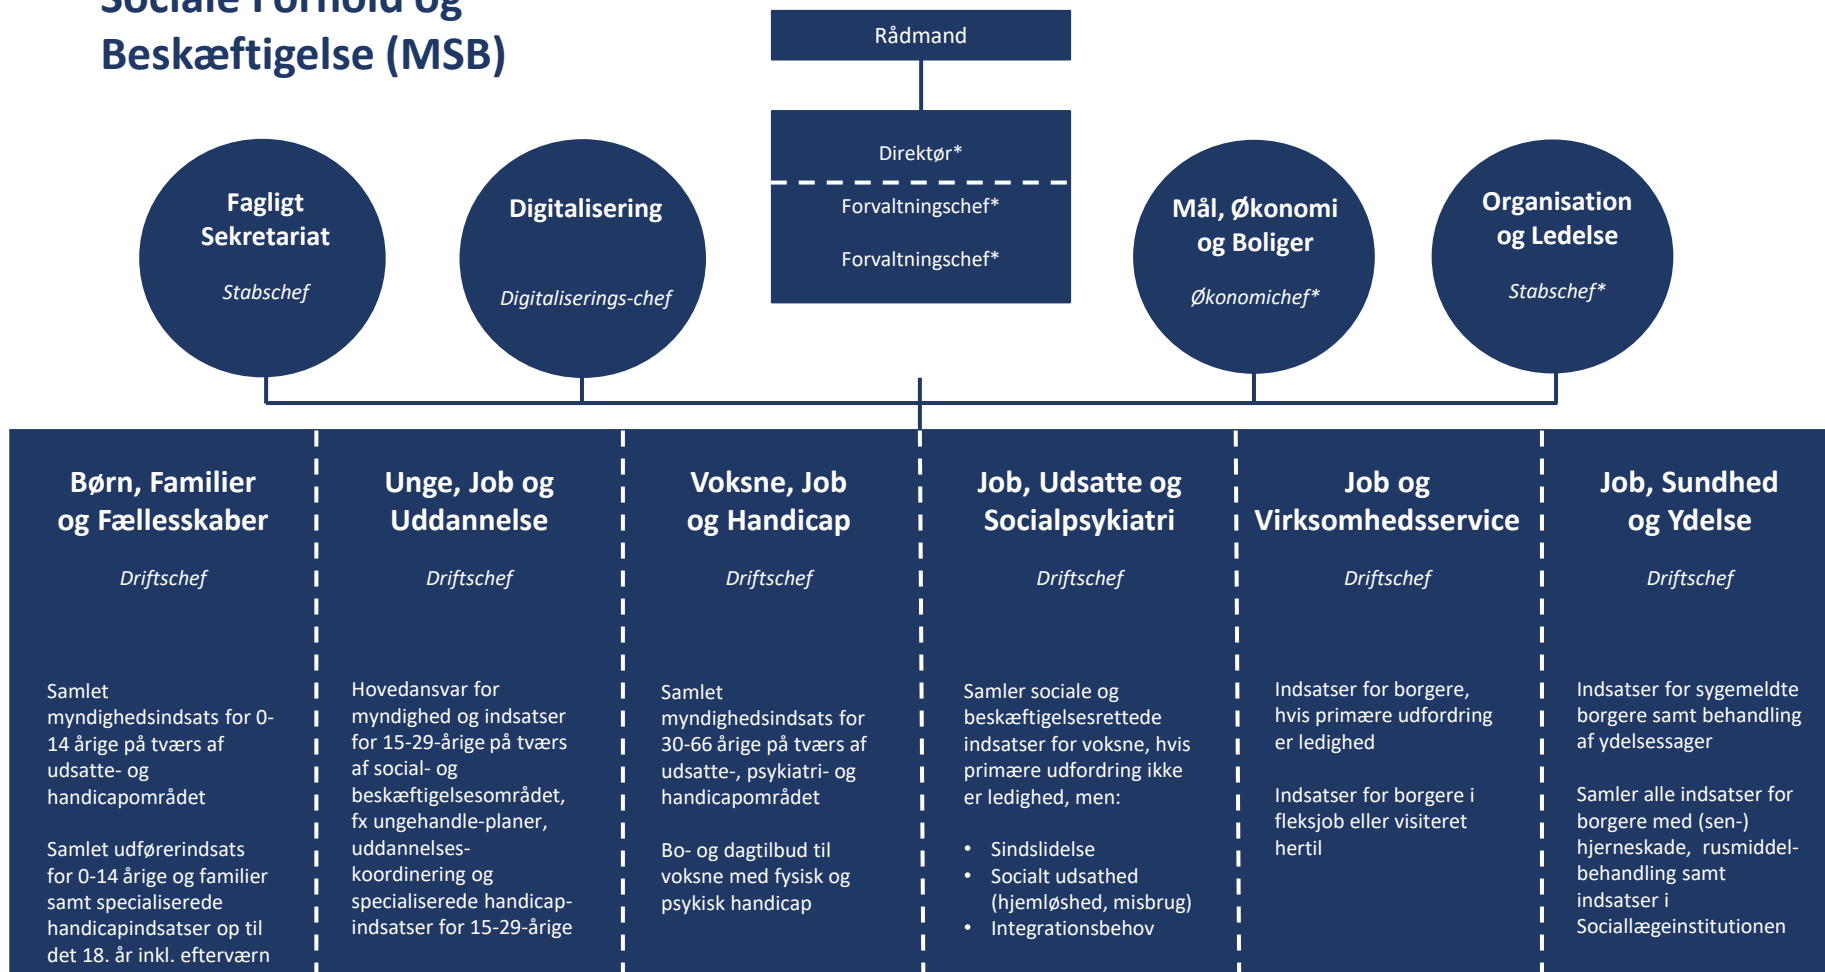 Sociale Forhold og
Beskæftigelse (MSB)
Rådmand
Direktør*
Forvaltningschef*
Forvaltningschef*
Fagligt
Sekretariat
Stabschef
Digitalisering
Digitaliserings-chef
Mål, Økonomi
og Boliger
Økonomichef*
Organisation
og Ledelse
Stabschef*
Børn, Familier
og Fællesskaber
Driftschef
Samlet
myndighedsindsats for 0-
14 årige på tværs af
udsatte- og
handicapområdet
Samlet udførerindsats
for 0-14 årige og familier
samt specialiserede
handicapindsatser op til
det 18. år inkl. efterværn
Unge, Job og
Uddannelse
Driftschef
Hovedansvar for
myndighed og indsatser
for 15-29-årige på tværs
af social- og
beskæftigelsesområdet,
fx ungehandle-planer,
uddannelses-
koordinering og
specialiserede handicap-
indsatser for 15-29-årige
Voksne, Job
og Handicap
Driftschef
Samlet
myndighedsindsats for
30-66 årige på tværs af
udsatte-, psykiatri- og
handicapområdet
Bo- og dagtilbud til
voksne med fysisk og
psykisk handicap
Job, Udsatte og
Socialpsykiatri
Driftschef
Samler sociale og
beskæftigelsesrettede
indsatser for voksne, hvis
primære udfordring ikke
er ledighed, men:
• Sindslidelse
• Socialt udsathed
(hjemløshed, misbrug)
• Integrationsbehov
Job og
Virksomhedsservice
Driftschef
Indsatser for borgere,
hvis primære udfordring
er ledighed
Indsatser for borgere i
fleksjob eller visiteret
hertil
Job, Sundhed
og Ydelse
Driftschef
Indsatser for sygemeldte
borgere samt behandling
af ydelsessager
Samler alle indsatser for
borgere med (sen-)
hjerneskade, rusmiddel-
behandling samt
indsatser i
Sociallægeinstitutionen